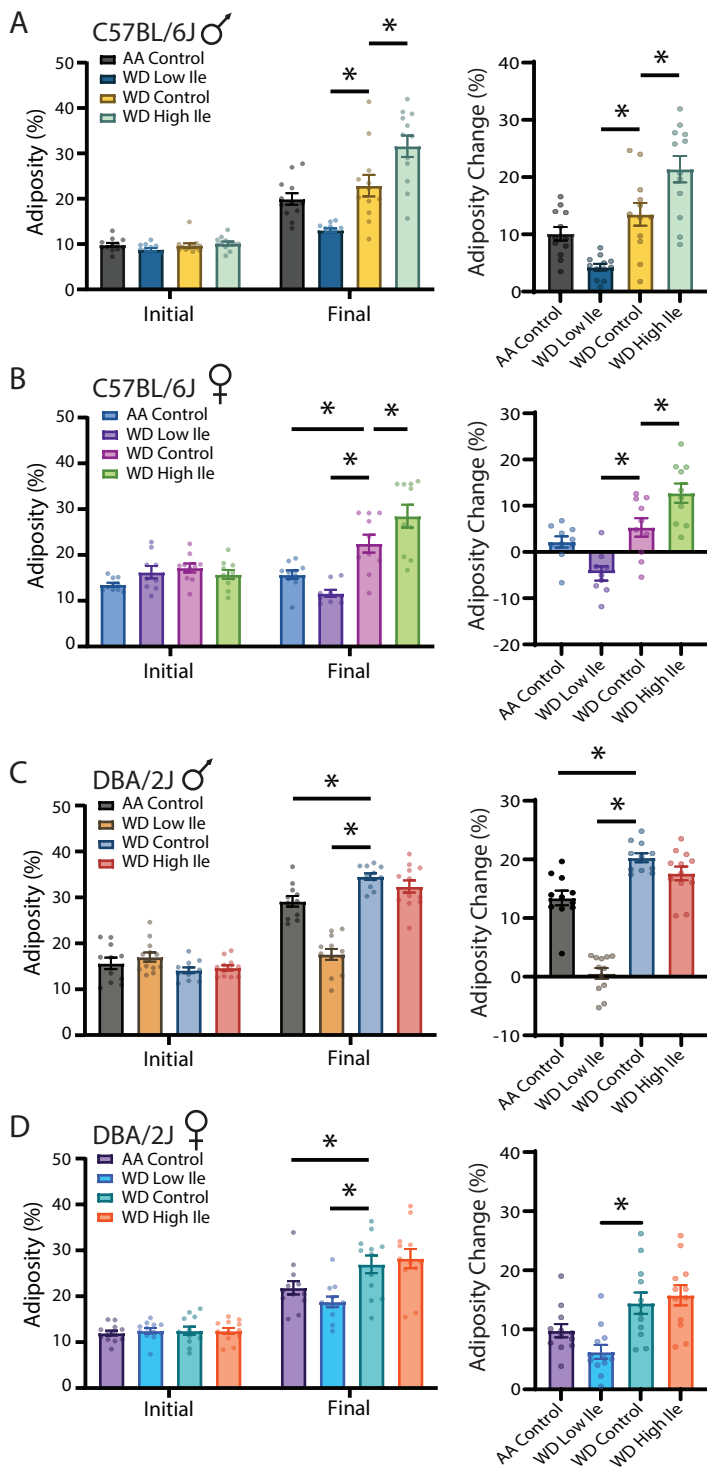 A
C57BL/6J ♂
AA Control
WD Low Ile
WD Control
WD High Ile
Adiposity (%)
50
40
30
20
10
0
Initial
Final
*
*
Adiposity Change (%)
40
30
20
10
0
*
*
AA Control
WD Low Ile
WD Control
WD High Ile
B
C57BL/6J ♀
AA Control
WD Low Ile
WD Control
WD High Ile
Adiposity (%)
50
40
30
20
10
0
Initial
Final
*
*
*
Adiposity Change (%)
30
20
10
0
-10
-20
*
*
AA Control
WD Low Ile
WD Control
WD High Ile
C
DBA/2J ♂
AA Control
WD Low Ile
WD Control
WD High Ile
Adiposity (%)
50
40
30
20
10
0
Initial
Final
*
*
Adiposity Change (%)
30
20
10
0
-10
*
*
AA Control
WD Low Ile
WD Control
WD High Ile
D
DBA/2J ♀
AA Control
WD Low Ile
WD Control
WD High Ile
Adiposity (%)
50
40
30
20
10
0
Initial
Final
*
*
Adiposity Change (%)
40
30
20
10
0
*
AA Control
WD Low Ile
WD Control
WD High Ile